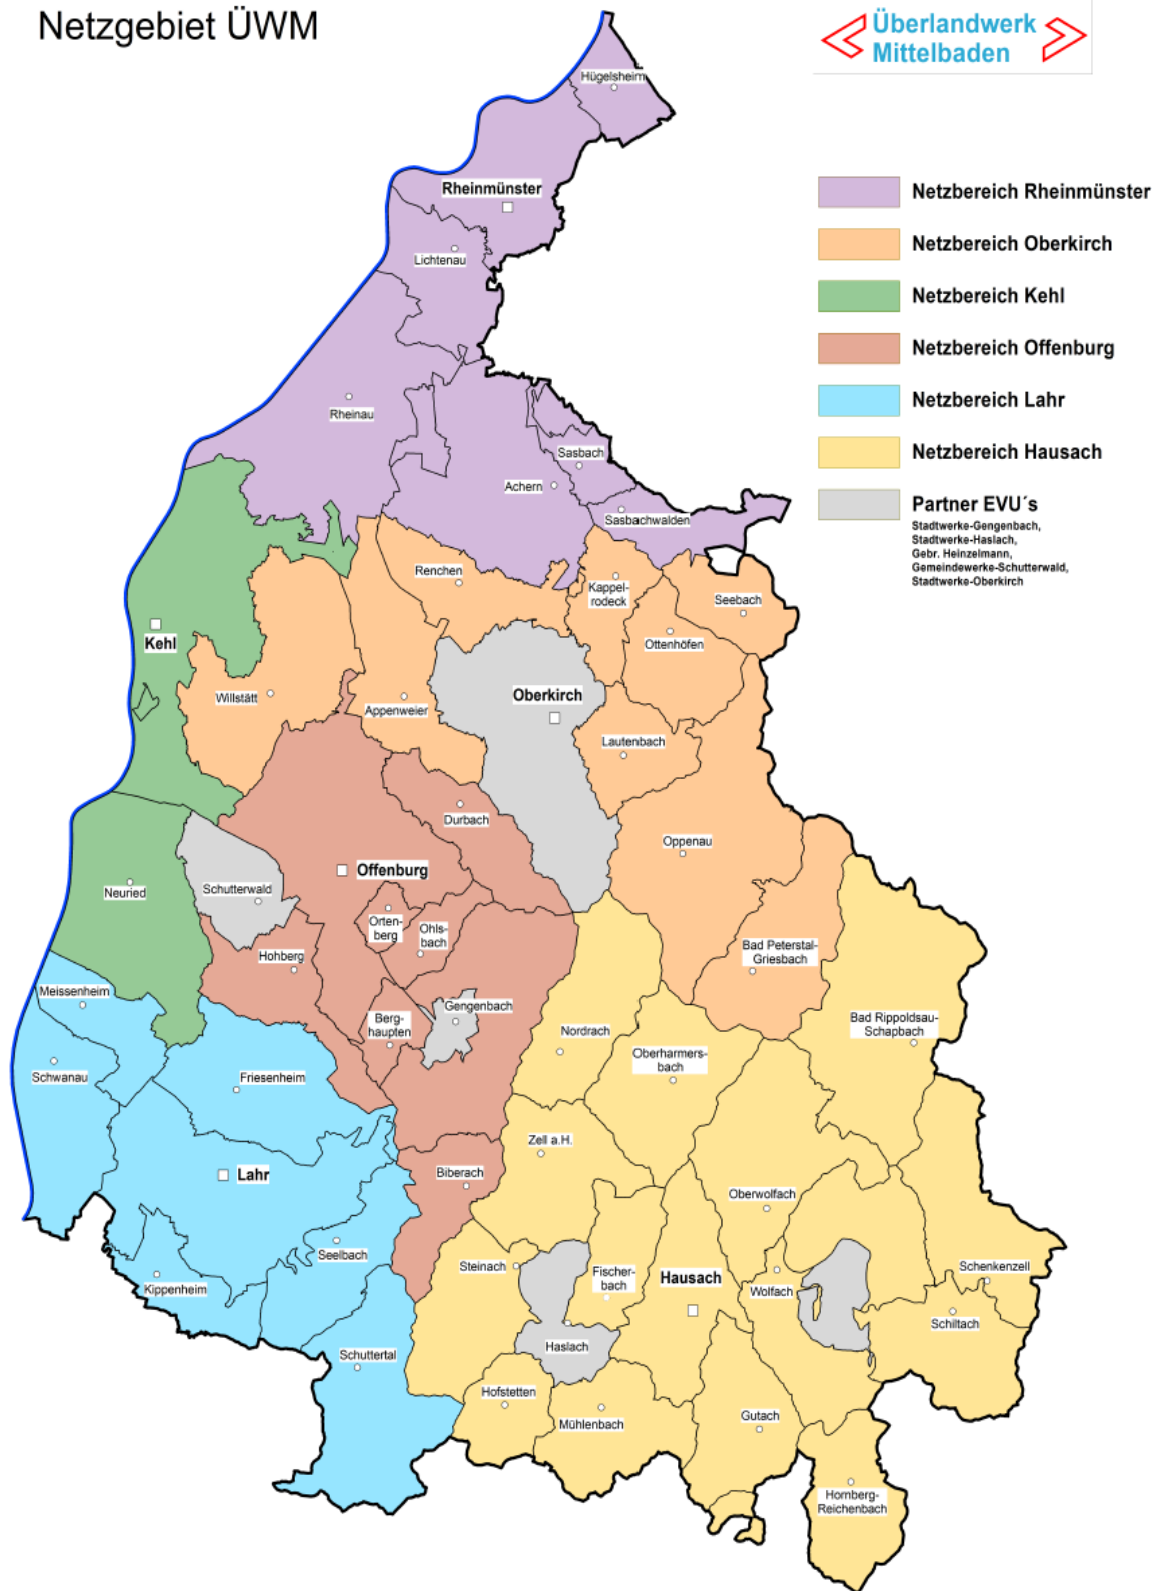 Netzgebiet ÜWM
Überlandwerk
Mittelbaden
Netzbereich Rheinmünster
Netzbereich Oberkirch
Netzbereich Kehl
Netzbereich Offenburg
Netzbereich Lahr
Netzbereich Hausach
Partner EVU´s
Stadtwerke-Gengenbach,
Stadtwerke-Haslach,
Gebr. Heinzelmann,
Gemeindewerke-Schutterwald,
Stadtwerke-Oberkirch
Hügelsheim
Rheinmünster
Lichtenau
Rheinau
Sasbach
Achern
Sasbachwalden
Renchen
Kappel-
rodeck
Seebach
Kehl
Ottenhöfen
Willstätt
Oberkirch
Appenweier
Lautenbach
Durbach
Oppenau
Offenburg
Neuried
Schutterwald
Orten-
berg
Ohls-
bach
Hohberg
Bad Peterstal-
Griesbach
Meissenheim
Gengenbach
Berg-
haupten
Nordrach
Bad Rippoldsau-
Schapbach
Oberharmers-
bach
Schwanau
Friesenheim
Zell a.H.
Lahr
Biberach
Oberwolfach
Seelbach
Steinach
Fischer-
bach
Hausach
Schenkenzell
Kippenheim
Wolfach
Schiltach
Haslach
Schuttertal
Hofstetten
Mühlenbach
Gutach
Hornberg-
Reichenbach